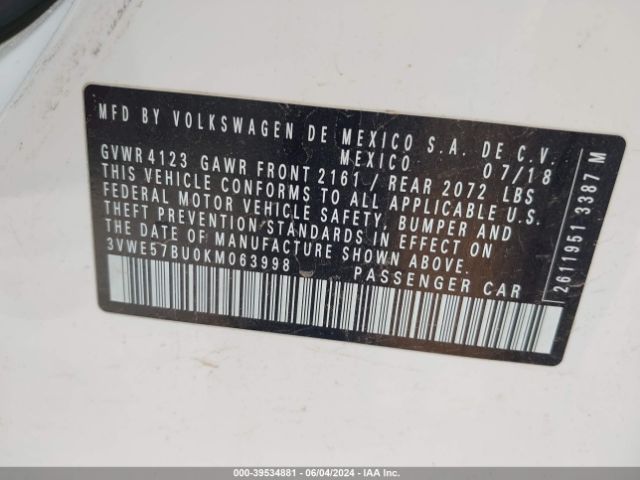 MFD BY VOLKSWAGEN DE MEXICO S.A. DE C.V.
MEXICO 07/18
GVWR 4123 GAWR FRONT 2161 / REAR 2072 LBS
THIS VEHICLE CONFORMS TO ALL APPLICABLE U.S.
FEDERAL MOTOR VEHICLE SAFETY, BUMPER AND
THEFT PREVENTION STANDARDS IN EFFECT ON
THE DATE OF MANUFACTURE SHOWN ABOVE.
3VWE57BU0KM063998 PASSENGER CAR
2611951 3387 M
000-39534881 - 06/04/2024 - IAAI.COM